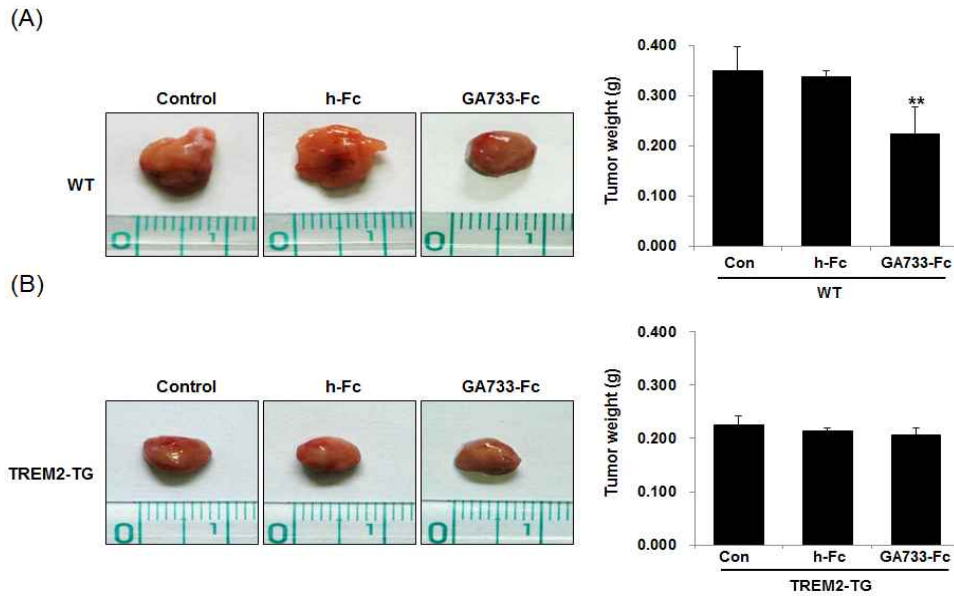 (A)
Control h-Fc GA733-Fc
WT
0 1 0 1 0 1
Tumor weight (g)
0.400
0.300
0.200
0.100
0.000
**
Con h-Fc GA733-Fc
WT
(B)
Control h-Fc GA733-Fc
TREM2-TG
0 1 0 1 0 1
Tumor weight (g)
0.400
0.300
0.200
0.100
0.000
Con h-Fc GA733-Fc
TREM2-TG